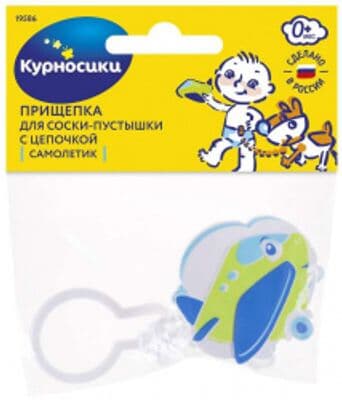 19586
0+
МЕС.
Курносики
СДЕЛАНО
В РОССИИ
ПРИЩЕПКА
ДЛЯ СОСКИ-ПУСТЫШКИ
С ЦЕПОЧКОЙ
САМОЛЕТИК